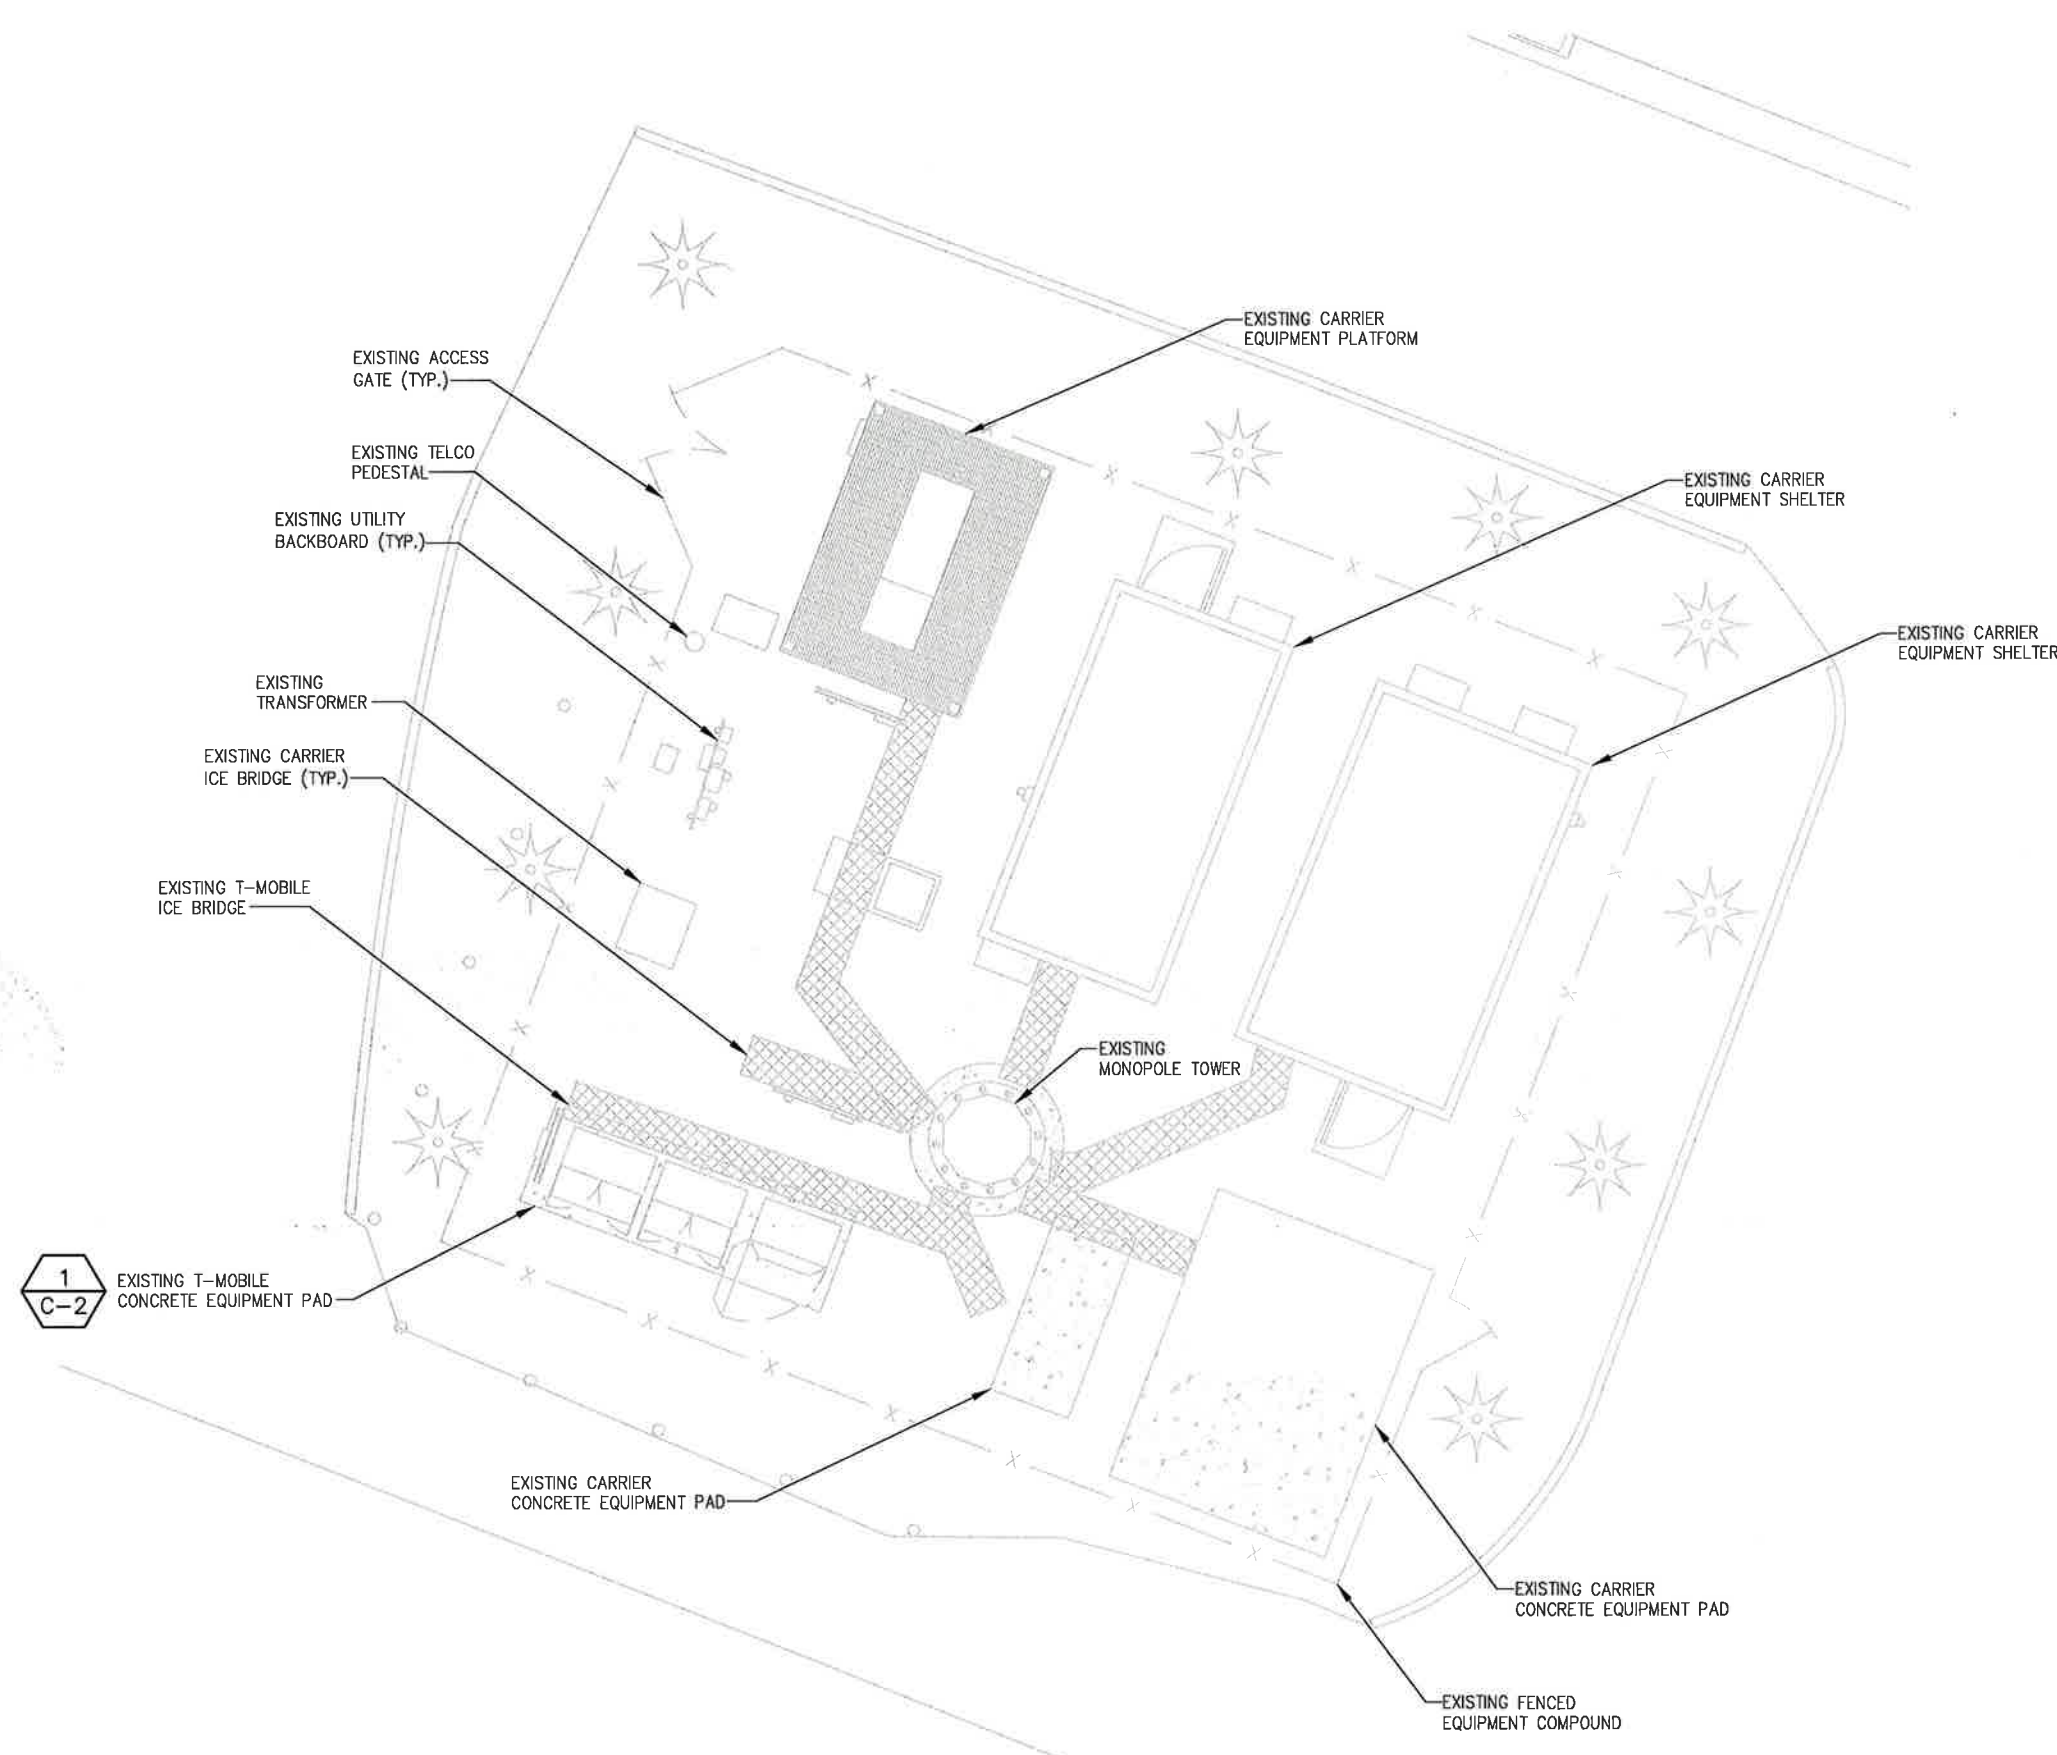 EXISTING CARRIER
EQUIPMENT PLATFORM
EXISTING ACCESS
GATE (TYP.)
EXISTING TELCO
PEDESTAL
EXISTING CARRIER
EQUIPMENT SHELTER
EXISTING UTILITY
BACKBOARD (TYP.)
EXISTING CARRIER
EQUIPMENT SHELTER
EXISTING
TRANSFORMER
EXISTING CARRIER
ICE BRIDGE (TYP.)
EXISTING T-MOBILE
ICE BRIDGE
EXISTING
MONOPOLE TOWER
1
C-2
EXISTING T-MOBILE
CONCRETE EQUIPMENT PAD
EXISTING CARRIER
CONCRETE EQUIPMENT PAD
EXISTING CARRIER
CONCRETE EQUIPMENT PAD
EXISTING FENCED
EQUIPMENT COMPOUND